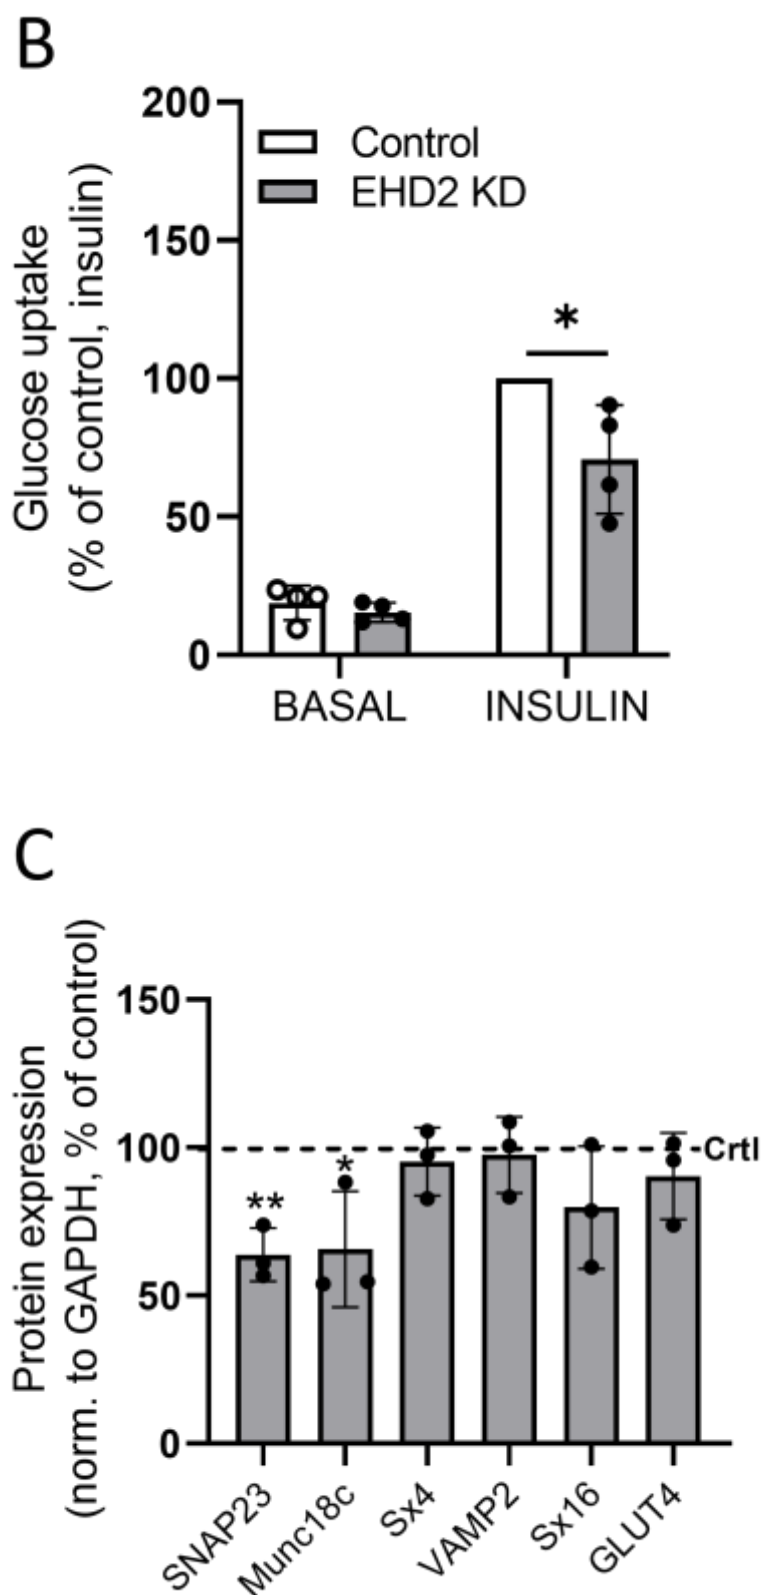 B
Glucose uptake
(% of control, insulin)
200
150
100
50
0
Control
EHD2 KD
*
BASAL
INSULIN
C
Protein expression
(norm. to GAPDH, % of control)
150
100
50
0
Crtl
**
*
SNAP23
Munc18c
Sx4
VAMP2
Sx16
GLUT4